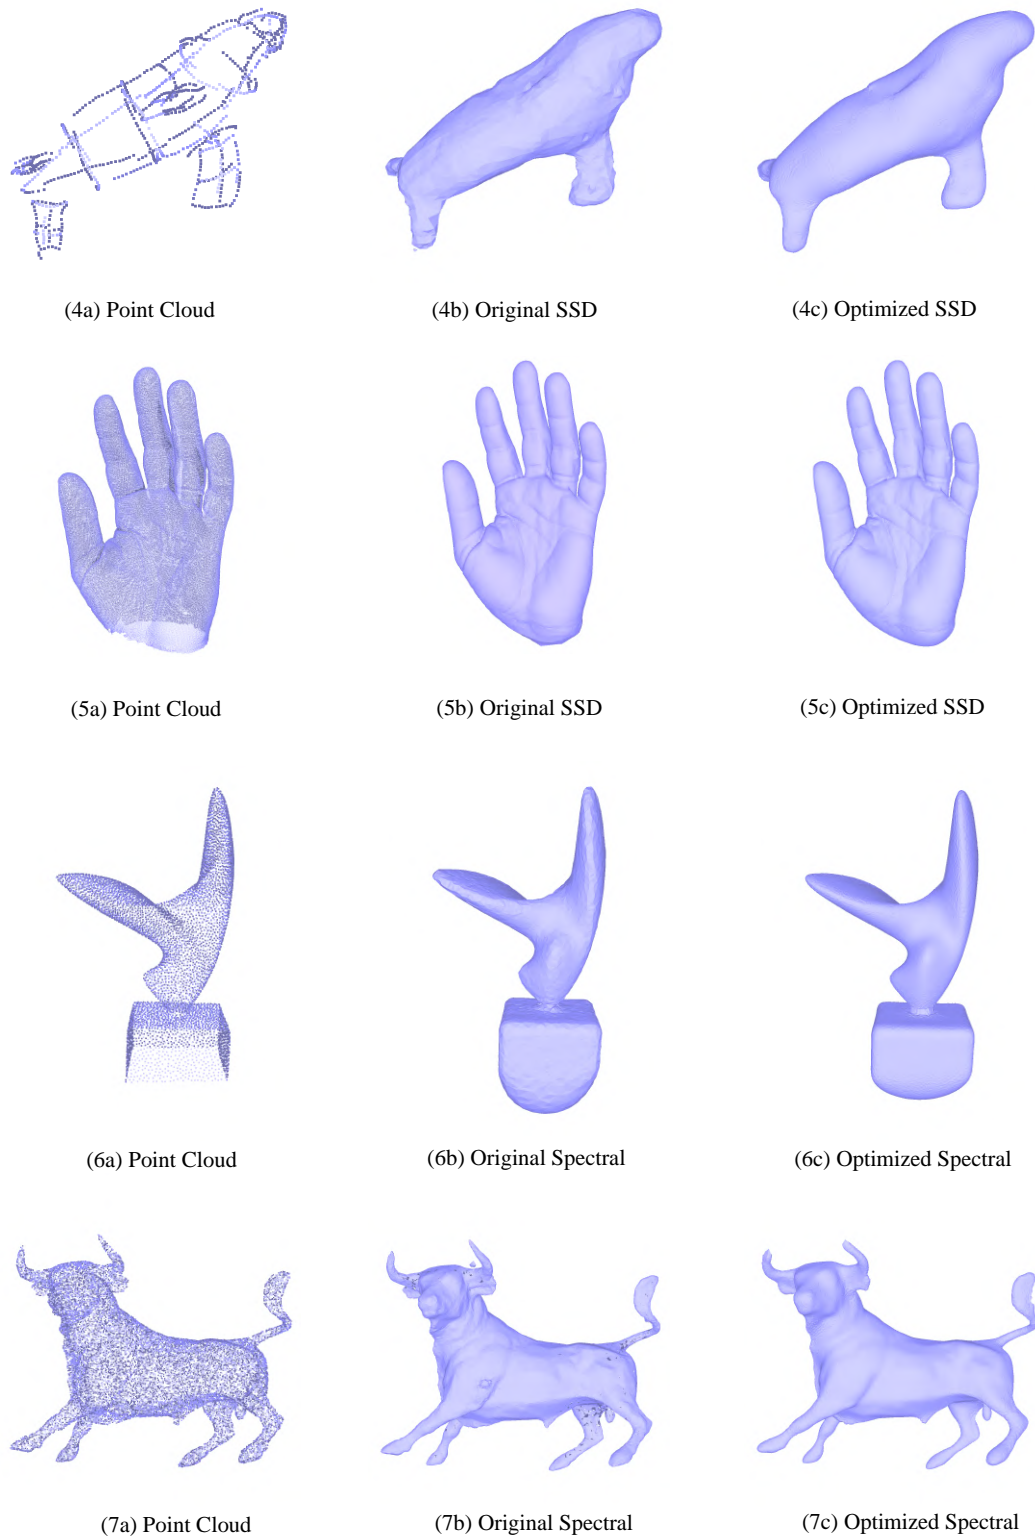 (4a) Point Cloud
(4b) Original SSD
(4c) Optimized SSD
(5a) Point Cloud
(5b) Original SSD
(5c) Optimized SSD
(6a) Point Cloud
(6b) Original Spectral
(6c) Optimized Spectral
(7a) Point Cloud
(7b) Original Spectral
(7c) Optimized Spectral